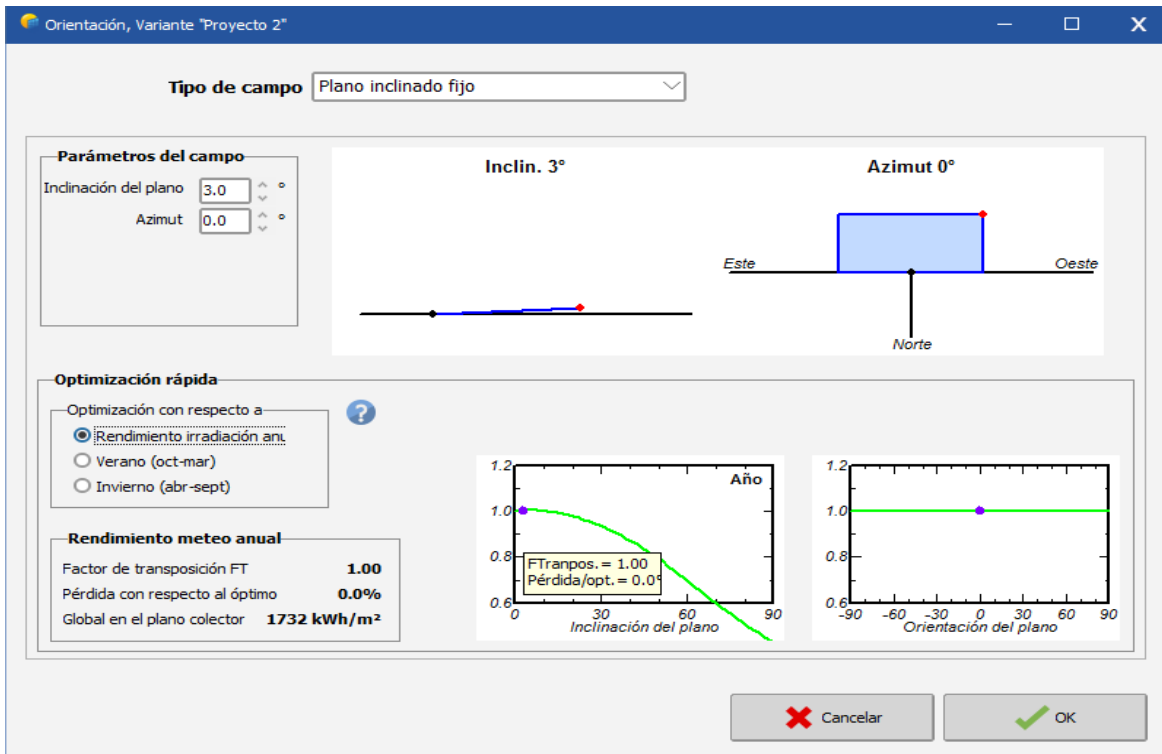 Orientación, Variante "Proyecto 2"
Tipo de campo Plano inclinado fijo
Parámetros del campo
Inclinación del plano 3.0 °
Azimut 0.0 °
Inclin. 3°
Azimut 0°
Este Oeste
Norte
Optimización rápida
Optimización con respecto a
Rendimiento irradiación anu
Verano (oct-mar)
Invierno (abr-sept)
?
Rendimiento meteo anual
Factor de transposición FT 1.00
Pérdida con respecto al óptimo 0.0%
Global en el plano colector 1732 kWh/m²
Año
1.2
1.0
0.8
0.6
FTranpos.= 1.00
Pérdida/opt.= 0.0°
0 30 60 90
Inclinación del plano
1.2
1.0
0.8
0.6
-90 -60 -30 0 30 60 90
Orientación del plano
Cancelar
OK